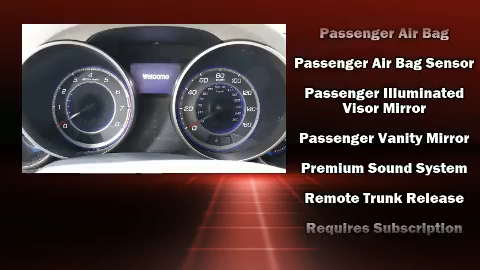 Passenger Air Bag
Passenger Air Bag Sensor
Passenger Illuminated
Visor Mirror
Passenger Vanity Mirror
Premium Sound System
Remote Trunk Release
Requires Subscription
Welcome